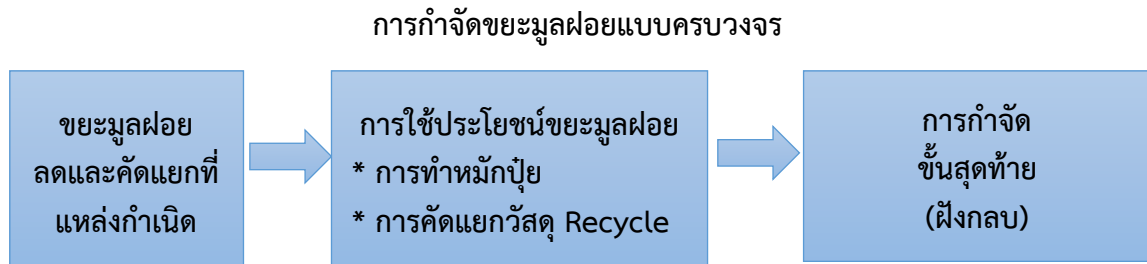 การกำจัดขยะมูลฝอยแบบครบวงจร
ขยะมูลฝอย
ลดและคัดแยกที่
แหล่งกำเนิด
การใช้ประโยชน์ขยะมูลฝอย
* การทำหมักปุ๋ย
* การคัดแยกวัสดุ Recycle
การกำจัด
ขั้นสุดท้าย
(ฝังกลบ)